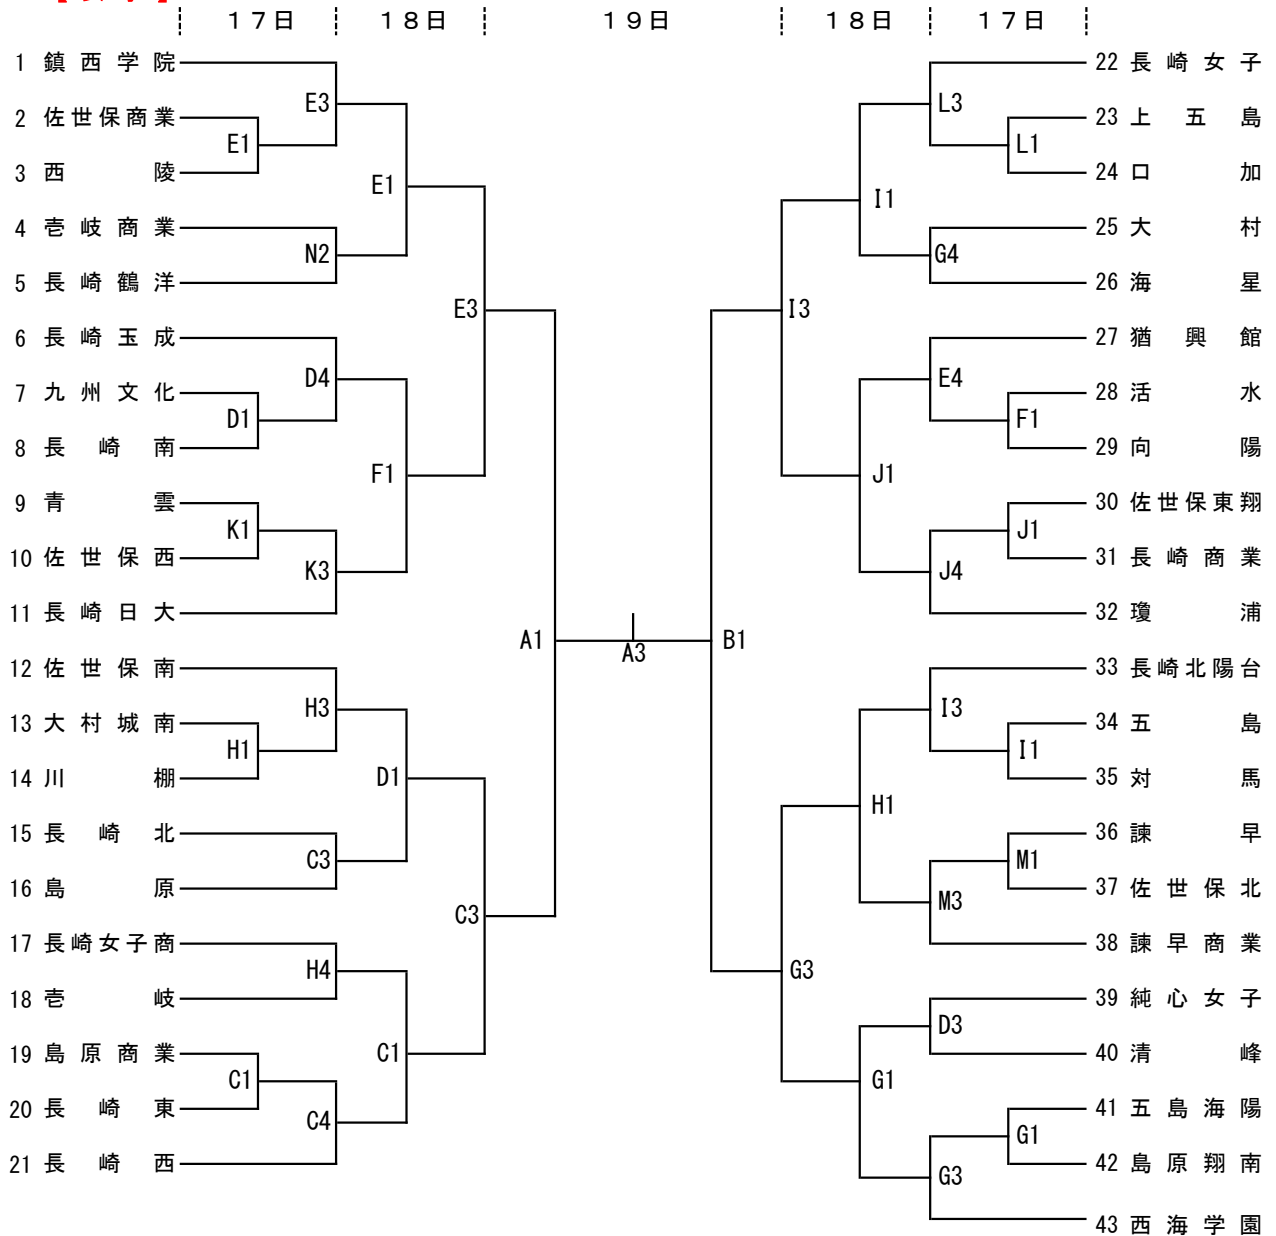 17日 18日 19日 18日 17日
1 鎮西学院
2 佐世保商業
3 西陵
4 壱岐商業
5 長崎鶴洋
6 長崎玉成
7 九州文化
8 長崎南
9 青雲
10 佐世保西
11 長崎日大
12 佐世保南
13 大村城南
14 川棚
15 長崎北
16 島原
17 長崎女子商
18 壱岐
19 島原商業
20 長崎東
21 長崎西
E3
E1
E1
N2
E3
D4
D1
F1
K1
K3
A1
H3
H1
D1
C3
C3
H4
C1
C1
C4
A3
B1
L3
L1
I1
G4
I3
E4
F1
J1
J1
J4
I3
I1
H1
M1
M3
G3
D3
G1
G1
G3
22 長崎女子
23 上五島
24 口加
25 大村
26 海星
27 猶興館
28 活水
29 向陽
30 佐世保東翔
31 長崎商業
32 瓊浦
33 長崎北陽台
34 五島
35 対馬
36 諫早
37 佐世保北
38 諫早商業
39 純心女子
40 清峰
41 五島海陽
42 島原翔南
43 西海学園